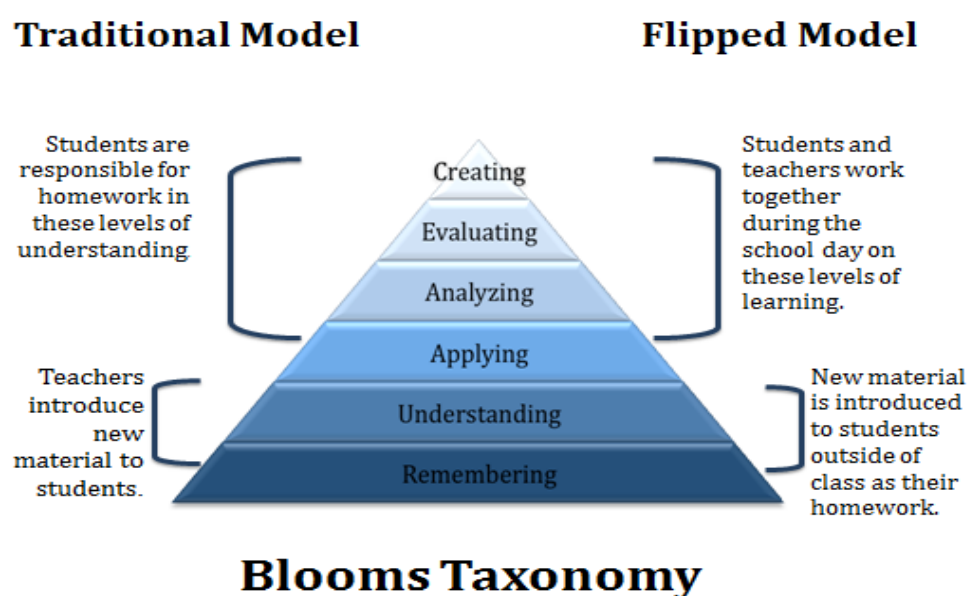 Traditional Model
Flipped Model
Students are
responsible for
homework in
these levels of
understanding.
Students and
teachers work
together
during the
school day on
these levels of
learning.
Creating
Evaluating
Analyzing
Applying
Understanding
Remembering
Teachers
introduce
new
material to
students.
New material
is introduced
to students
outside of
class as their
homework.
Blooms Taxonomy